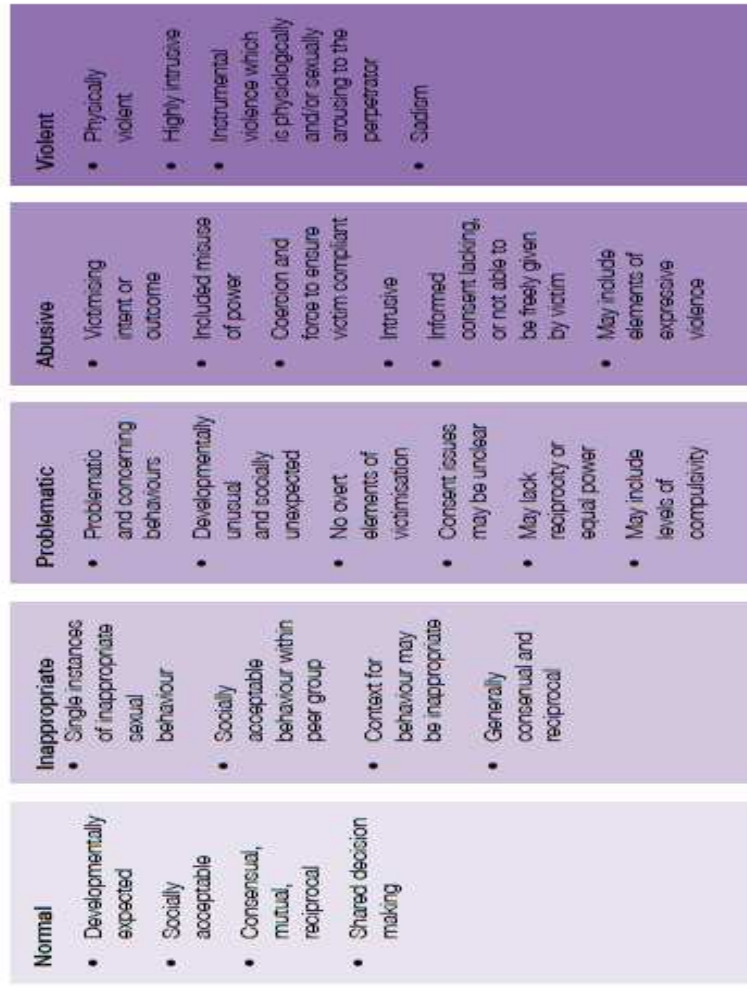 Normal
• Developmentally
expected
• Socially
acceptable
• Consensual,
mutual,
reciprocal
• Shared decision
making
Inappropriate
• Single instances
of inappropriate
sexual
behaviour
• Socially
acceptable
behaviour within
peer group
• Context for
behaviour may
be inappropriate
• Generally
consenual and
reciprocal
Problematic
• Problematic
and concerning
behaviours
• Developmentally
unusual
and socially
unexpected
• No overt
elements of
victimisation
• Consent issues
may be unclear
• May lack
reciprocity or
equal power
• May include
levels of
compulsivity
Abusive
• Victimising
intent or
outcome
• Included misuse
of power
• Coercion and
force to ensure
victim compliant
• Intrusive
• Informed
consent lacking,
or not able to
be freely given
by victim
• May include
elements of
expressive
violence
Violent
• Physically
violent
• Highly intrusive
• Instrumental
violence which
is physiologically
and/or sexually
arousing to the
perpetrator
• Sadism